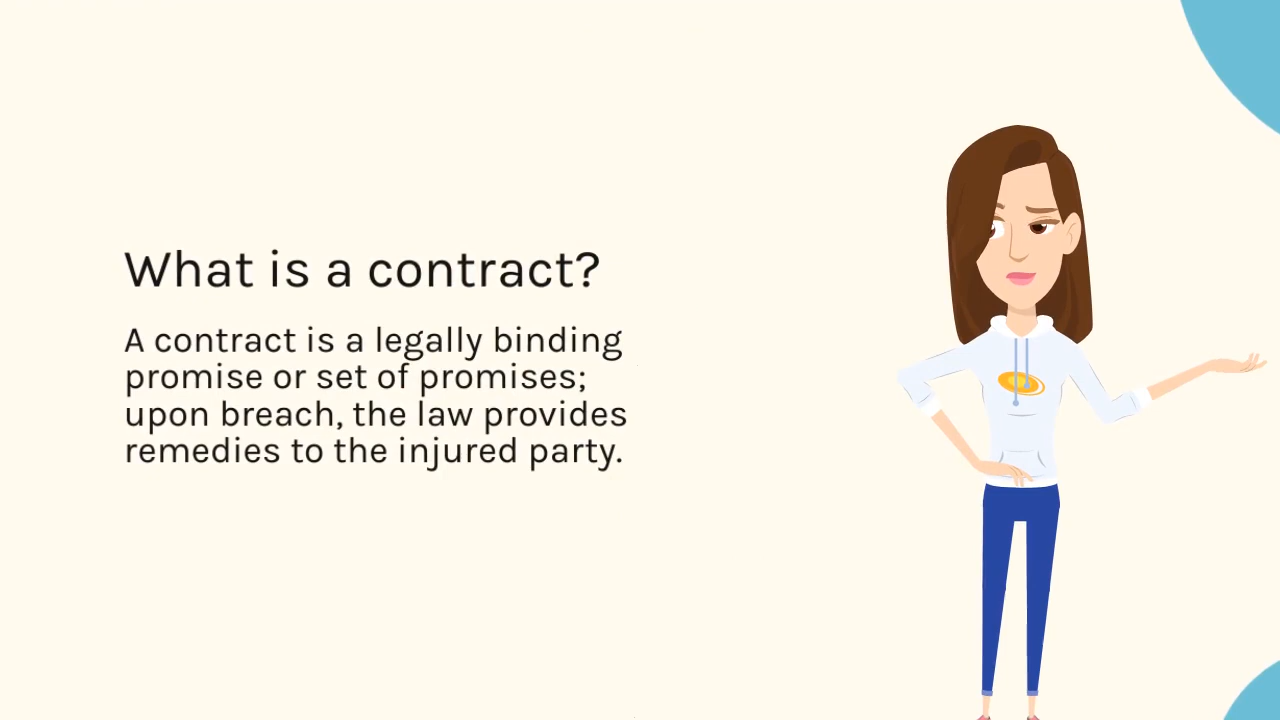 What is a contract?
A contract is a legally binding
promise or set of promises;
upon breach, the law provides
remedies to the injured party.